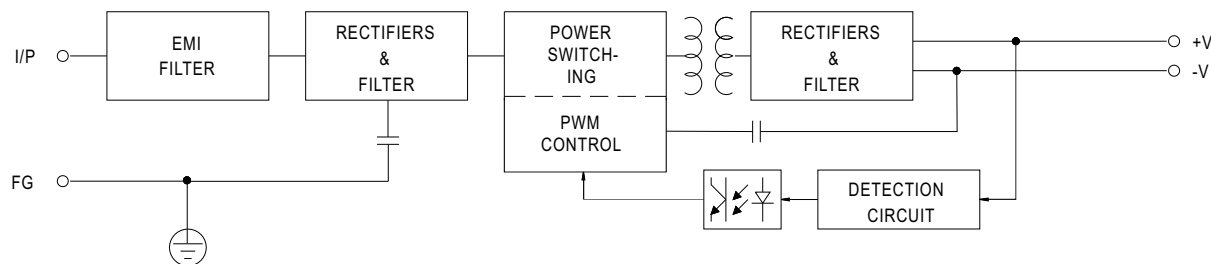 I/P
EMI
FILTER
RECTIFIERS
&
FILTER
POWER
SWITCH-
ING
PWM
CONTROL
RECTIFIERS
&
FILTER
+V
-V
FG
DETECTION
CIRCUIT